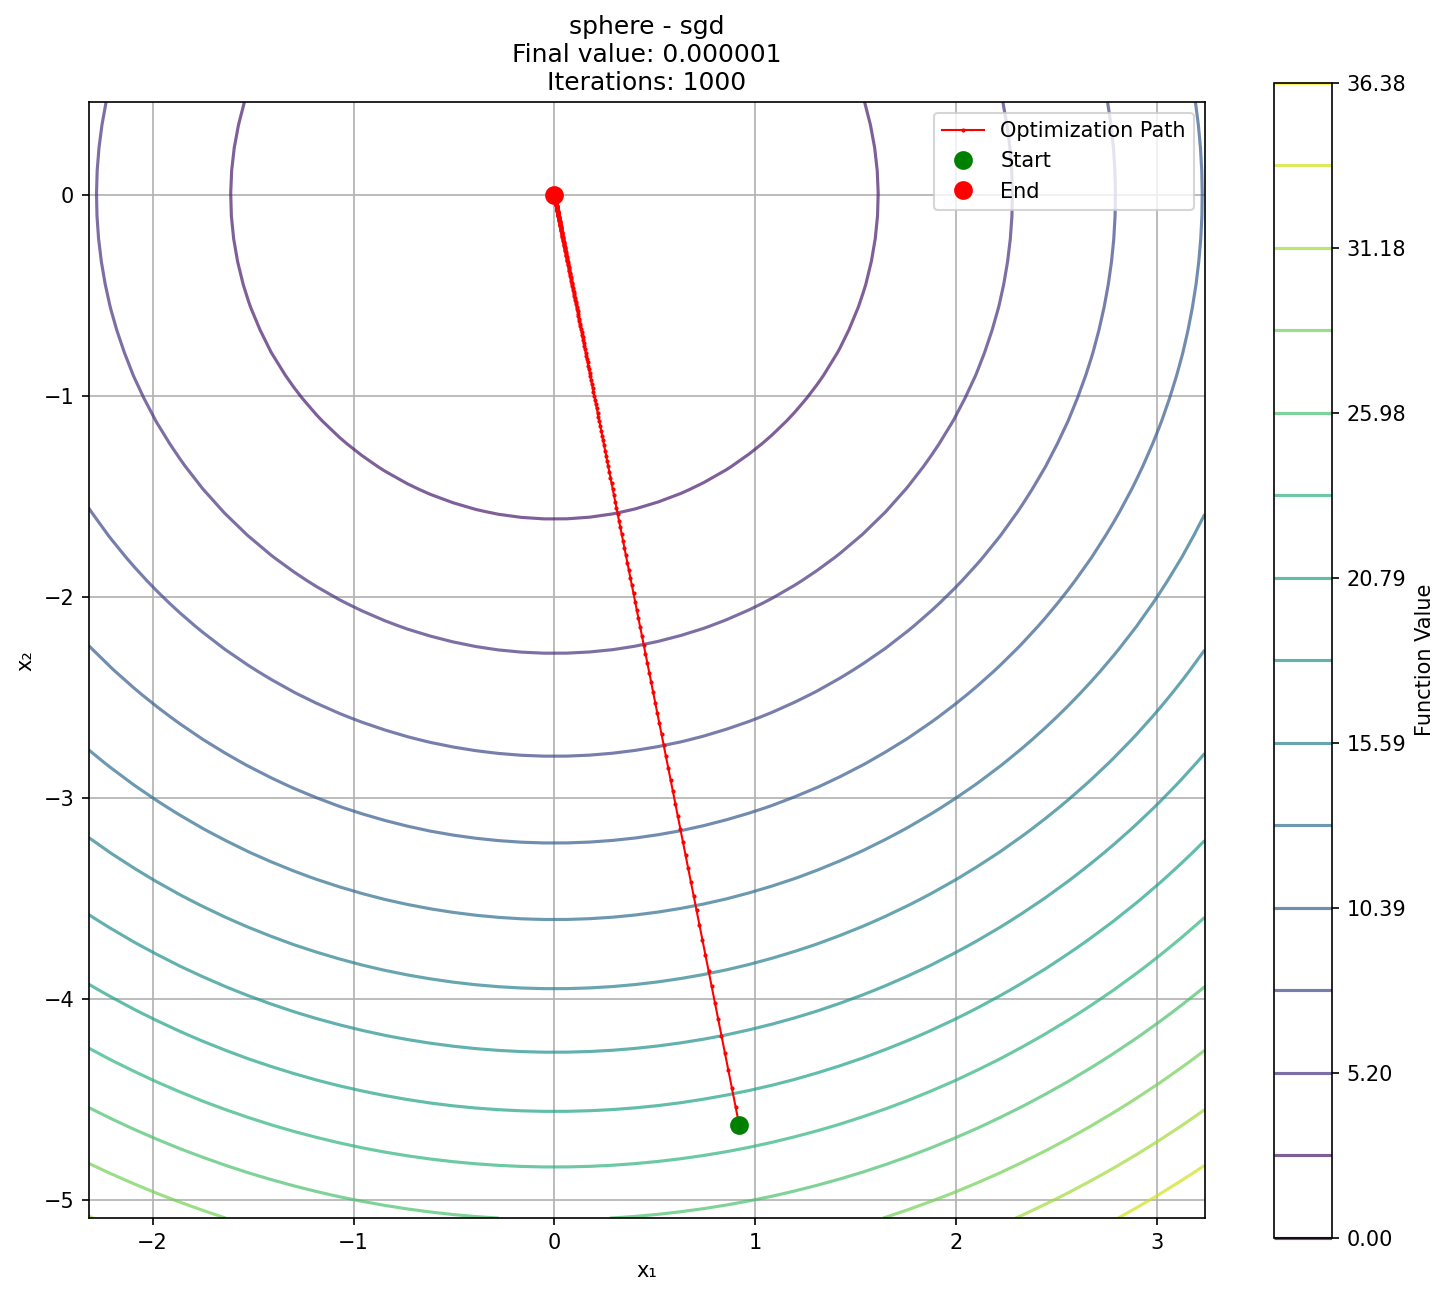 sphere - sgd
Final value: 0.000001
Iterations: 1000
Optimization Path
Start
End
0
−1
−2
−3
−4
−5
x₂
−2
−1
0
1
2
3
x₁
36.38
31.18
25.98
20.79
15.59
10.39
5.20
0.00
Function Value